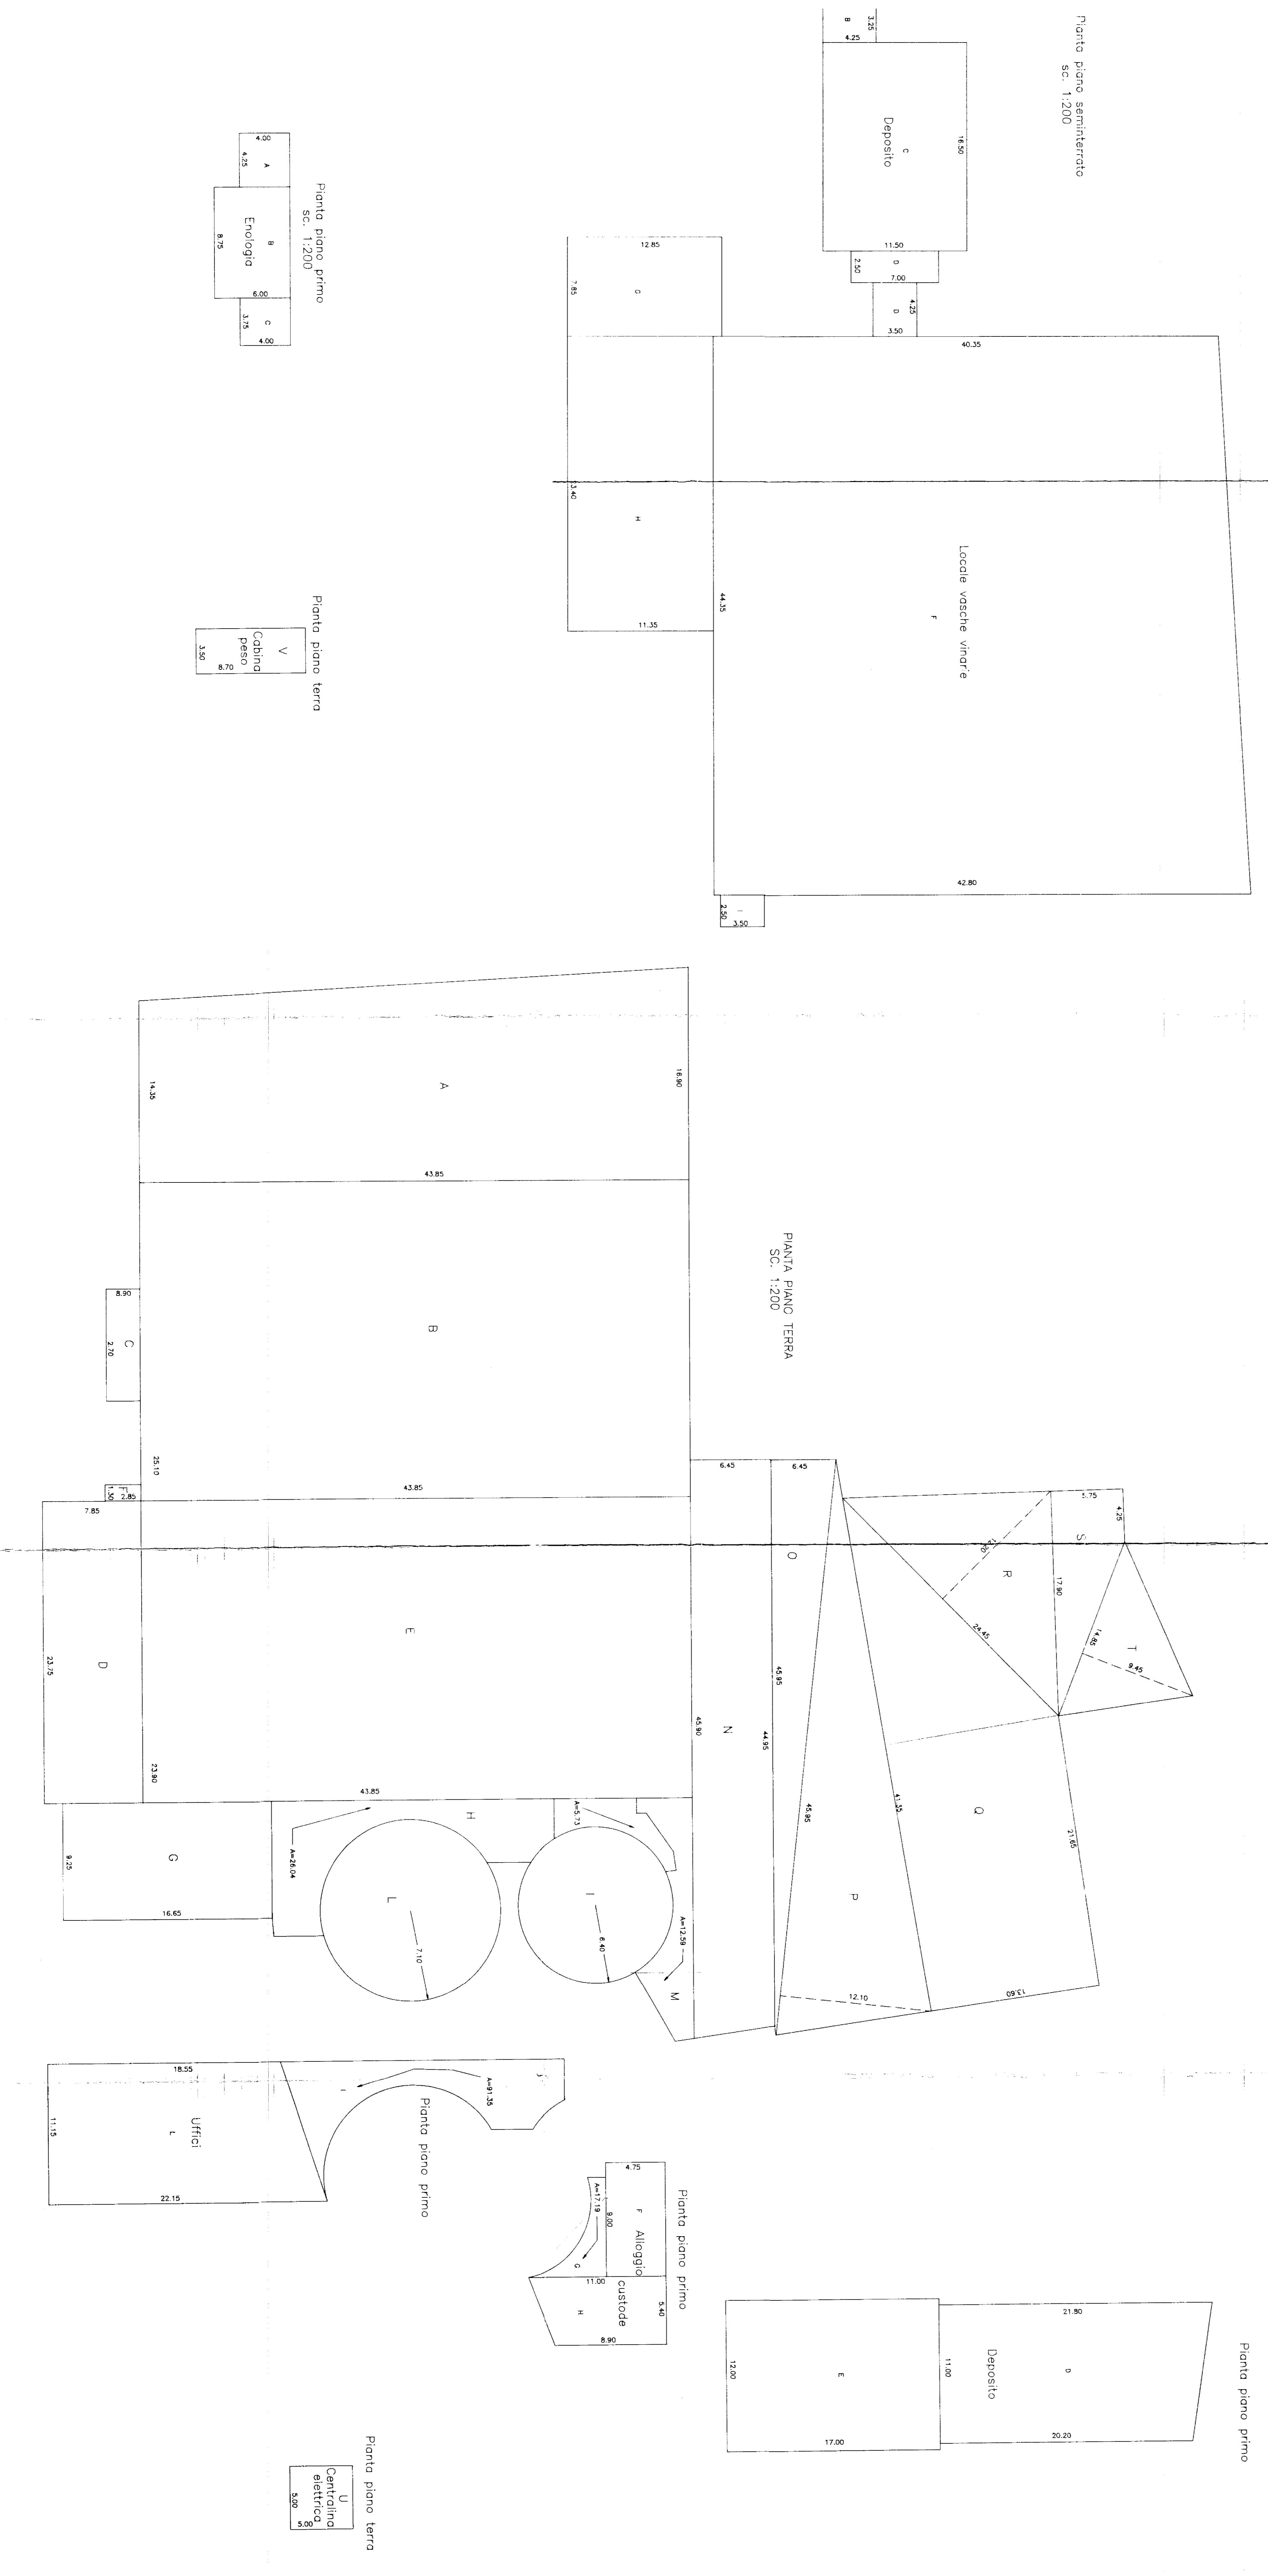 Pianta piano seminterrato
sc. 1:200
B
3.25
4.25
C
Deposito
16.50
11.50
D
2.50
7.00
D
4.25
3.50
G
12.85
7.85
H
11.35
F
Locale vasche vinarie
40.35
44.35
42.80
I
2.50
3.50
Pianta piano primo
sc. 1:200
4.00
A
4.25
B
Enologia
8.75
6.00
C
3.75
4.00
Pianta piano terra
V
Cabina
peso
3.50
8.70
PIANTA PIANO TERRA
SC. 1:200
A
16.90
14.35
43.85
B
8.90
C
2.70
25.10
43.85
F
1.50
2.85
7.85
D
23.75
E
23.90
43.85
G
9.25
16.65
H
A=26.04
A=5.73
L
7.10
I
6.40
A=12.59
M
6.45
6.45
N
45.90
O
45.95
44.95
P
45.95
12.10
41.55
Q
21.65
13.60
R
24.45
17.90
S
5.75
4.25
T
14.85
9.45
Pianta piano primo
18.55
Uffici
L
11.15
22.15
I
A=91.35
Pianta piano primo
4.75
F
Alloggio
custode
9.00
A=17.19
G
11.00
H
5.40
8.90
Pianta piano primo
21.80
D
Deposito
11.00
20.20
E
12.00
17.00
Pianta piano terra
U
Centralina
elettrica
5.00
5.00